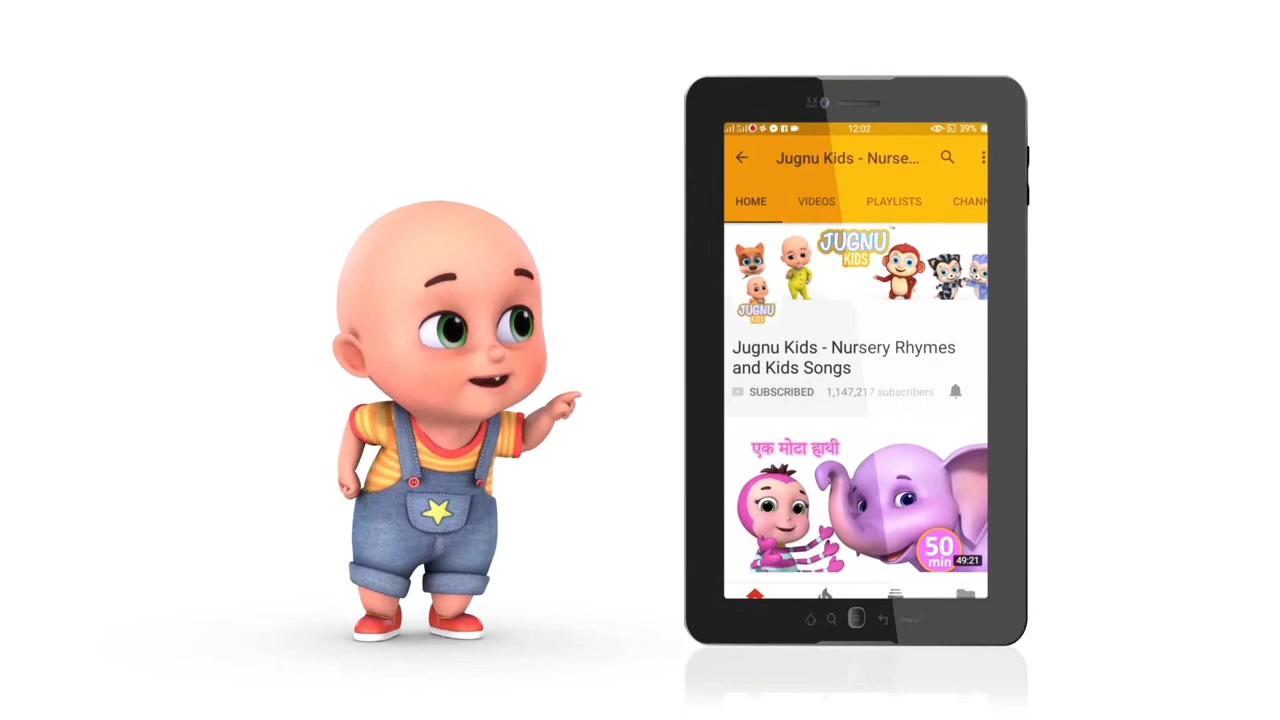 12:02
39%
Jugnu Kids - Nurse...
HOME VIDEOS PLAYLISTS CHANN
JUGNU
KIDS
JUGNU
KIDS
Jugnu Kids - Nursery Rhymes
and Kids Songs
SUBSCRIBED 1,147,217 subscribers
एक मोटा हाथी
50
min
49:21
menu